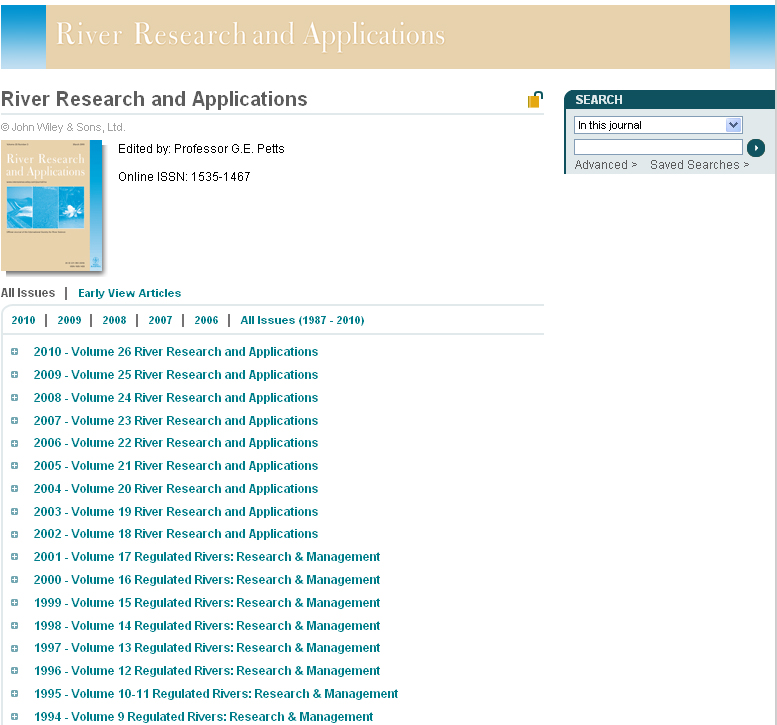 River Research and Applications
River Research and Applications
© John Wiley & Sons, Ltd.
SEARCH
In this journal
Advanced > Saved Searches >
River Research
and Applications
Edited by: Professor G.E. Petts
Online ISSN: 1535-1467
All Issues | Early View Articles
2010 | 2009 | 2008 | 2007 | 2006 | All Issues (1987 - 2010)
2010 - Volume 26 River Research and Applications
2009 - Volume 25 River Research and Applications
2008 - Volume 24 River Research and Applications
2007 - Volume 23 River Research and Applications
2006 - Volume 22 River Research and Applications
2005 - Volume 21 River Research and Applications
2004 - Volume 20 River Research and Applications
2003 - Volume 19 River Research and Applications
2002 - Volume 18 River Research and Applications
2001 - Volume 17 Regulated Rivers: Research & Management
2000 - Volume 16 Regulated Rivers: Research & Management
1999 - Volume 15 Regulated Rivers: Research & Management
1998 - Volume 14 Regulated Rivers: Research & Management
1997 - Volume 13 Regulated Rivers: Research & Management
1996 - Volume 12 Regulated Rivers: Research & Management
1995 - Volume 10-11 Regulated Rivers: Research & Management
1994 - Volume 9 Regulated Rivers: Research & Management